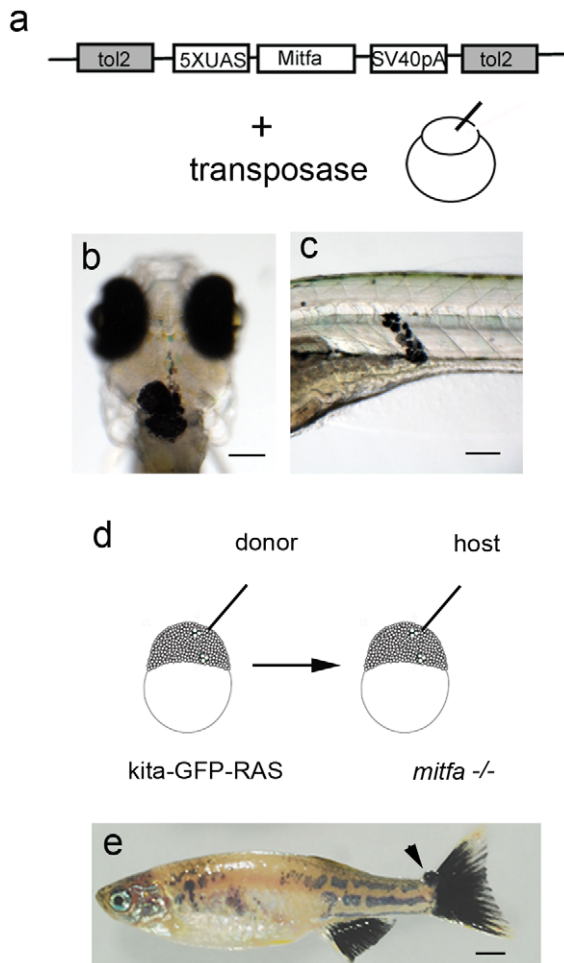 a
tol2 5XUAS Mitfa SV40pA tol2
+
transposase
b
c
d
donor host
kita-GFP-RAS mitfa -/-
e